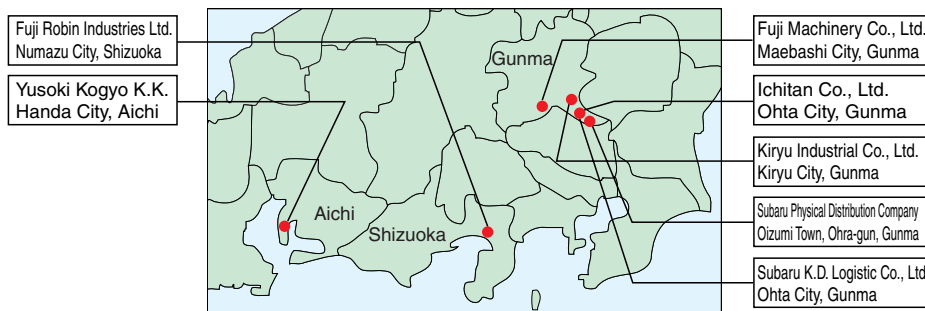 Fuji Robin Industries Ltd.
Numazu City, Shizuoka
Yusoki Kogyo K.K.
Handa City, Aichi
Gunma
Aichi
Shizuoka
Fuji Machinery Co., Ltd.
Maebashi City, Gunma
Ichitan Co., Ltd.
Ohta City, Gunma
Kiryu Industrial Co., Ltd.
Kiryu City, Gunma
Subaru Physical Distribution Company
Oizumi Town, Ohra-gun, Gunma
Subaru K.D. Logistic Co., Ltd
Ohta City, Gunma